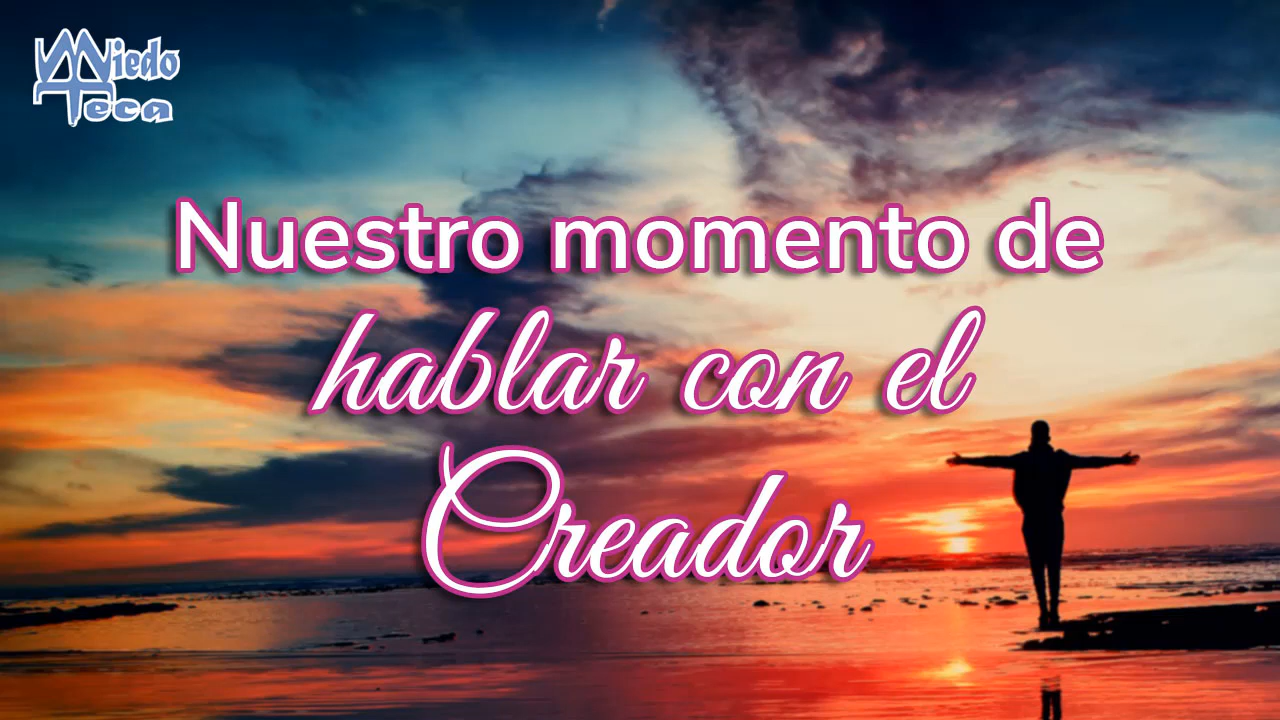 Miedo
Teca
Nuestro momento de
hablar con el
Creador